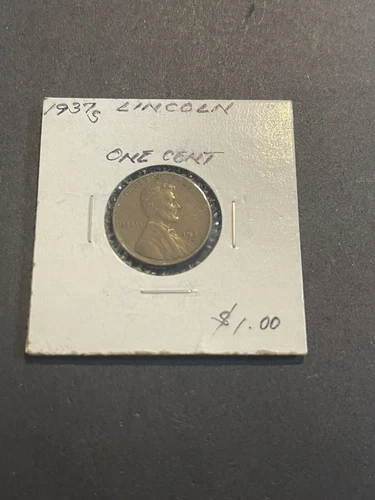 1937s LINCOLN
ONE CENT
$1.00